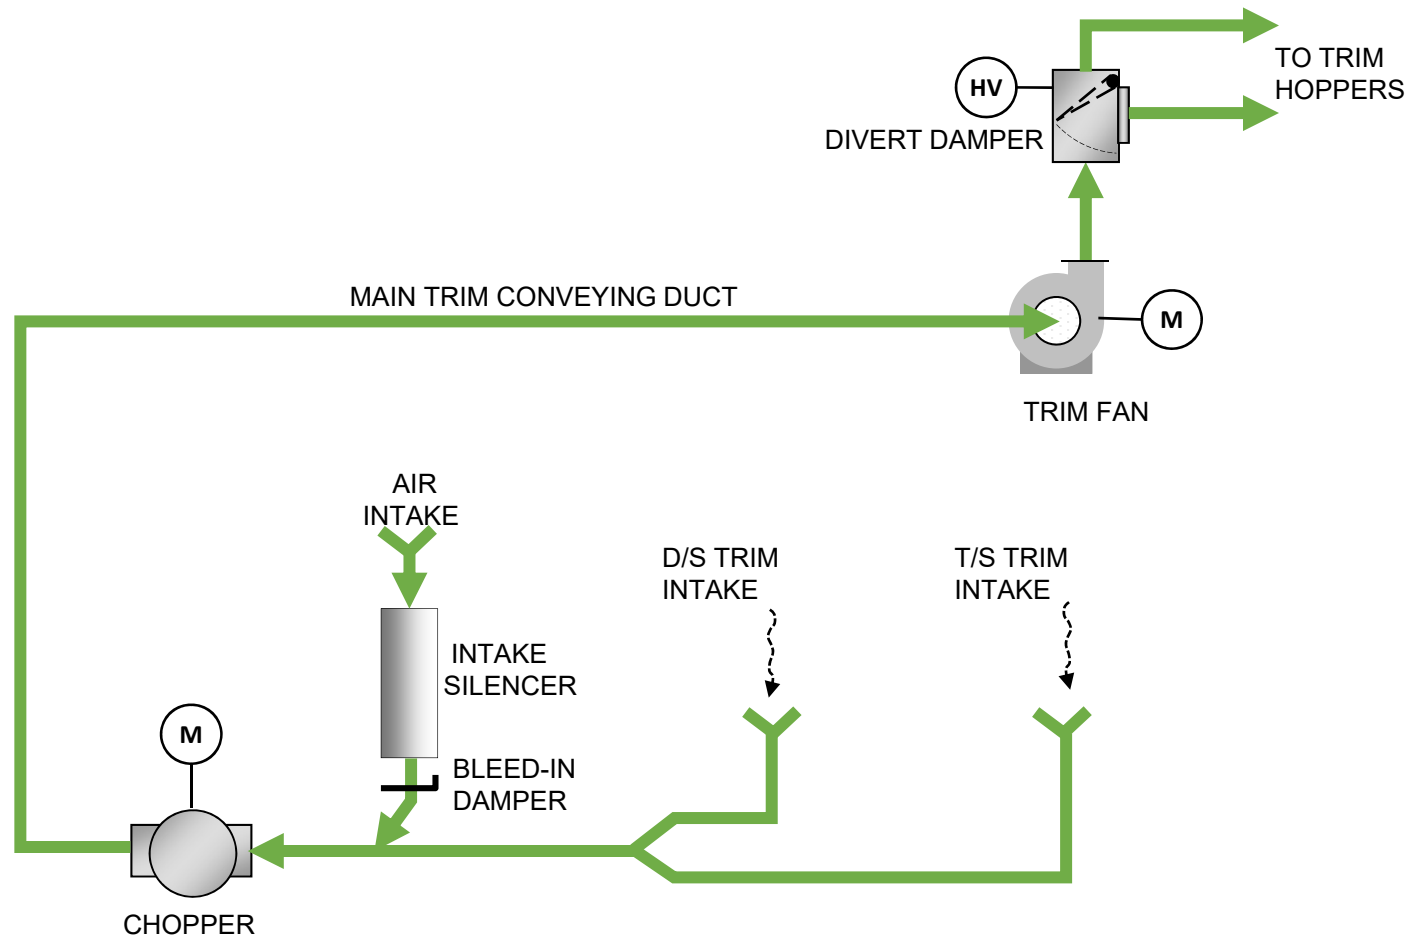 TO TRIM
HOPPERS
HV
DIVERT DAMPER
MAIN TRIM CONVEYING DUCT
M
TRIM FAN
AIR
INTAKE
D/S TRIM
INTAKE
T/S TRIM
INTAKE
INTAKE
SILENCER
M
BLEED-IN
DAMPER
CHOPPER